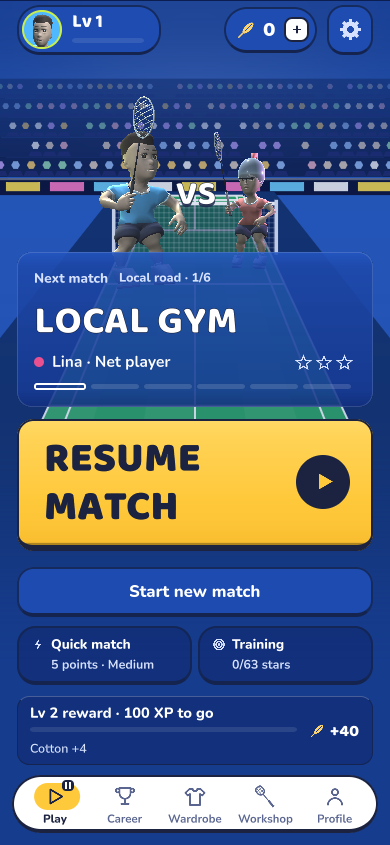 Lv 1
0 +
VS
Next match Local road · 1/6
LOCAL GYM
Lina · Net player
RESUME
MATCH
Start new match
Quick match
5 points · Medium
Training
0/63 stars
Lv 2 reward · 100 XP to go
+40
Cotton +4
Play
Career
Wardrobe
Workshop
Profile